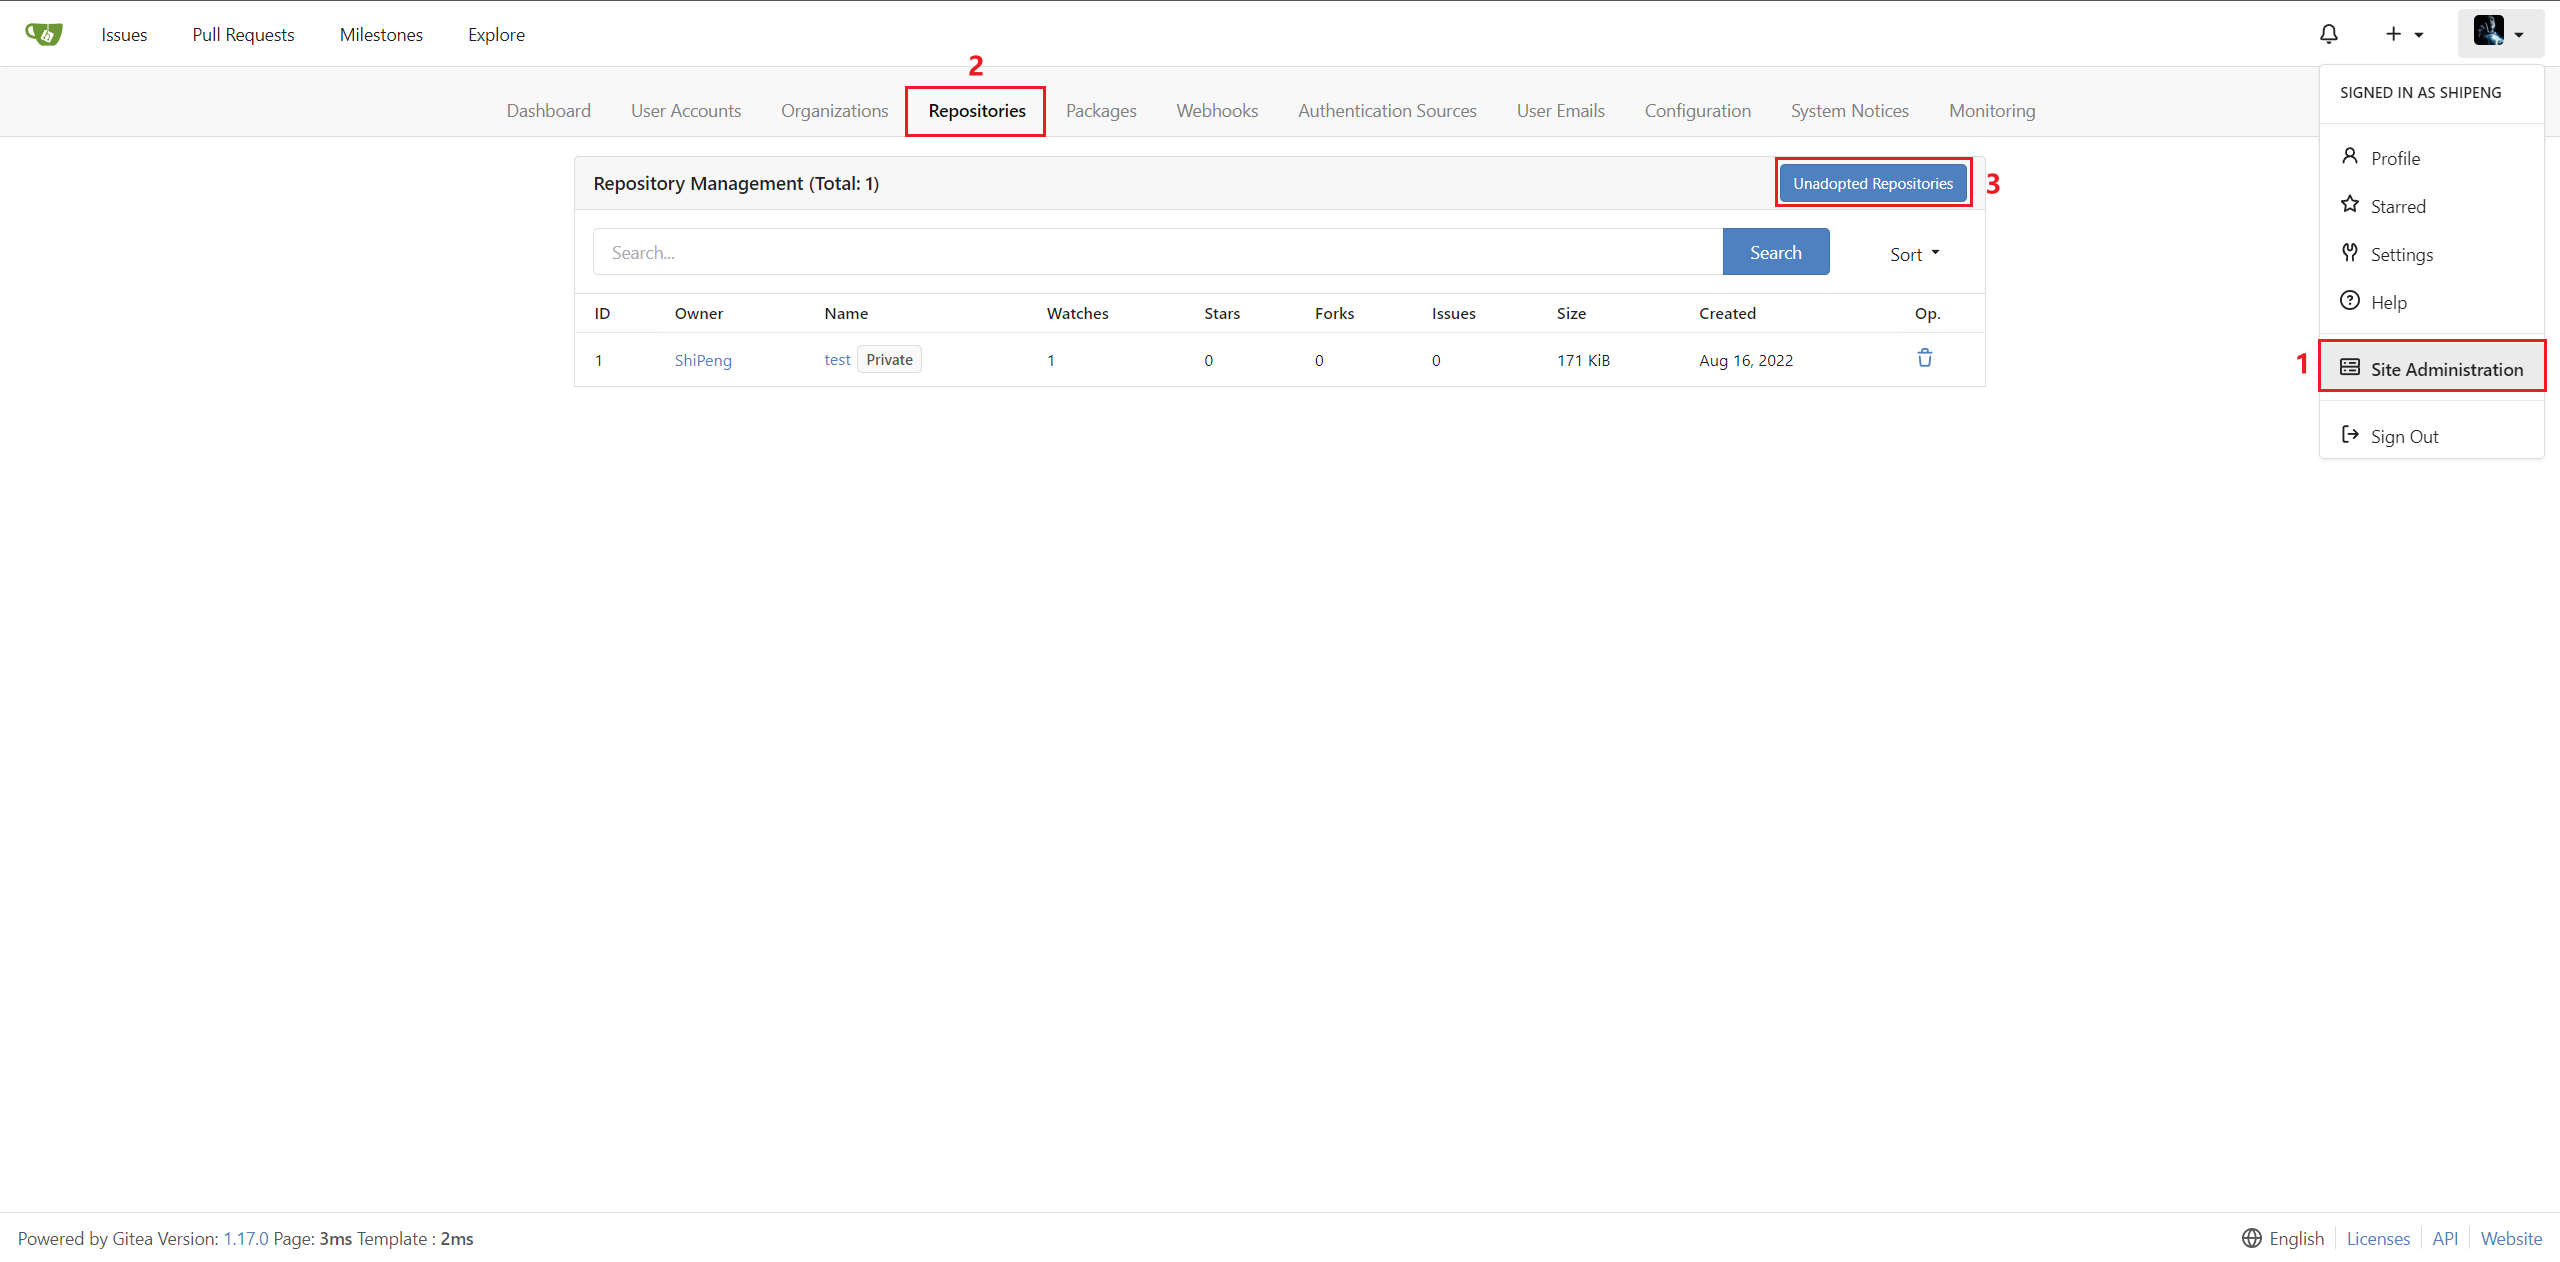 Issues Pull Requests Milestones Explore
SIGNED IN AS SHIPENG
Profile
Starred
Settings
Help
1 Site Administration
Sign Out
2
Dashboard User Accounts Organizations Repositories Packages Webhooks Authentication Sources User Emails Configuration System Notices Monitoring
Repository Management (Total: 1) Unadopted Repositories 3
Search... Search Sort
ID Owner Name Watches Stars Forks Issues Size Created Op.
1 ShiPeng test Private 1 0 0 0 171 KiB Aug 16, 2022
Powered by Gitea Version: 1.17.0 Page: 3ms Template : 2ms English Licenses API Website